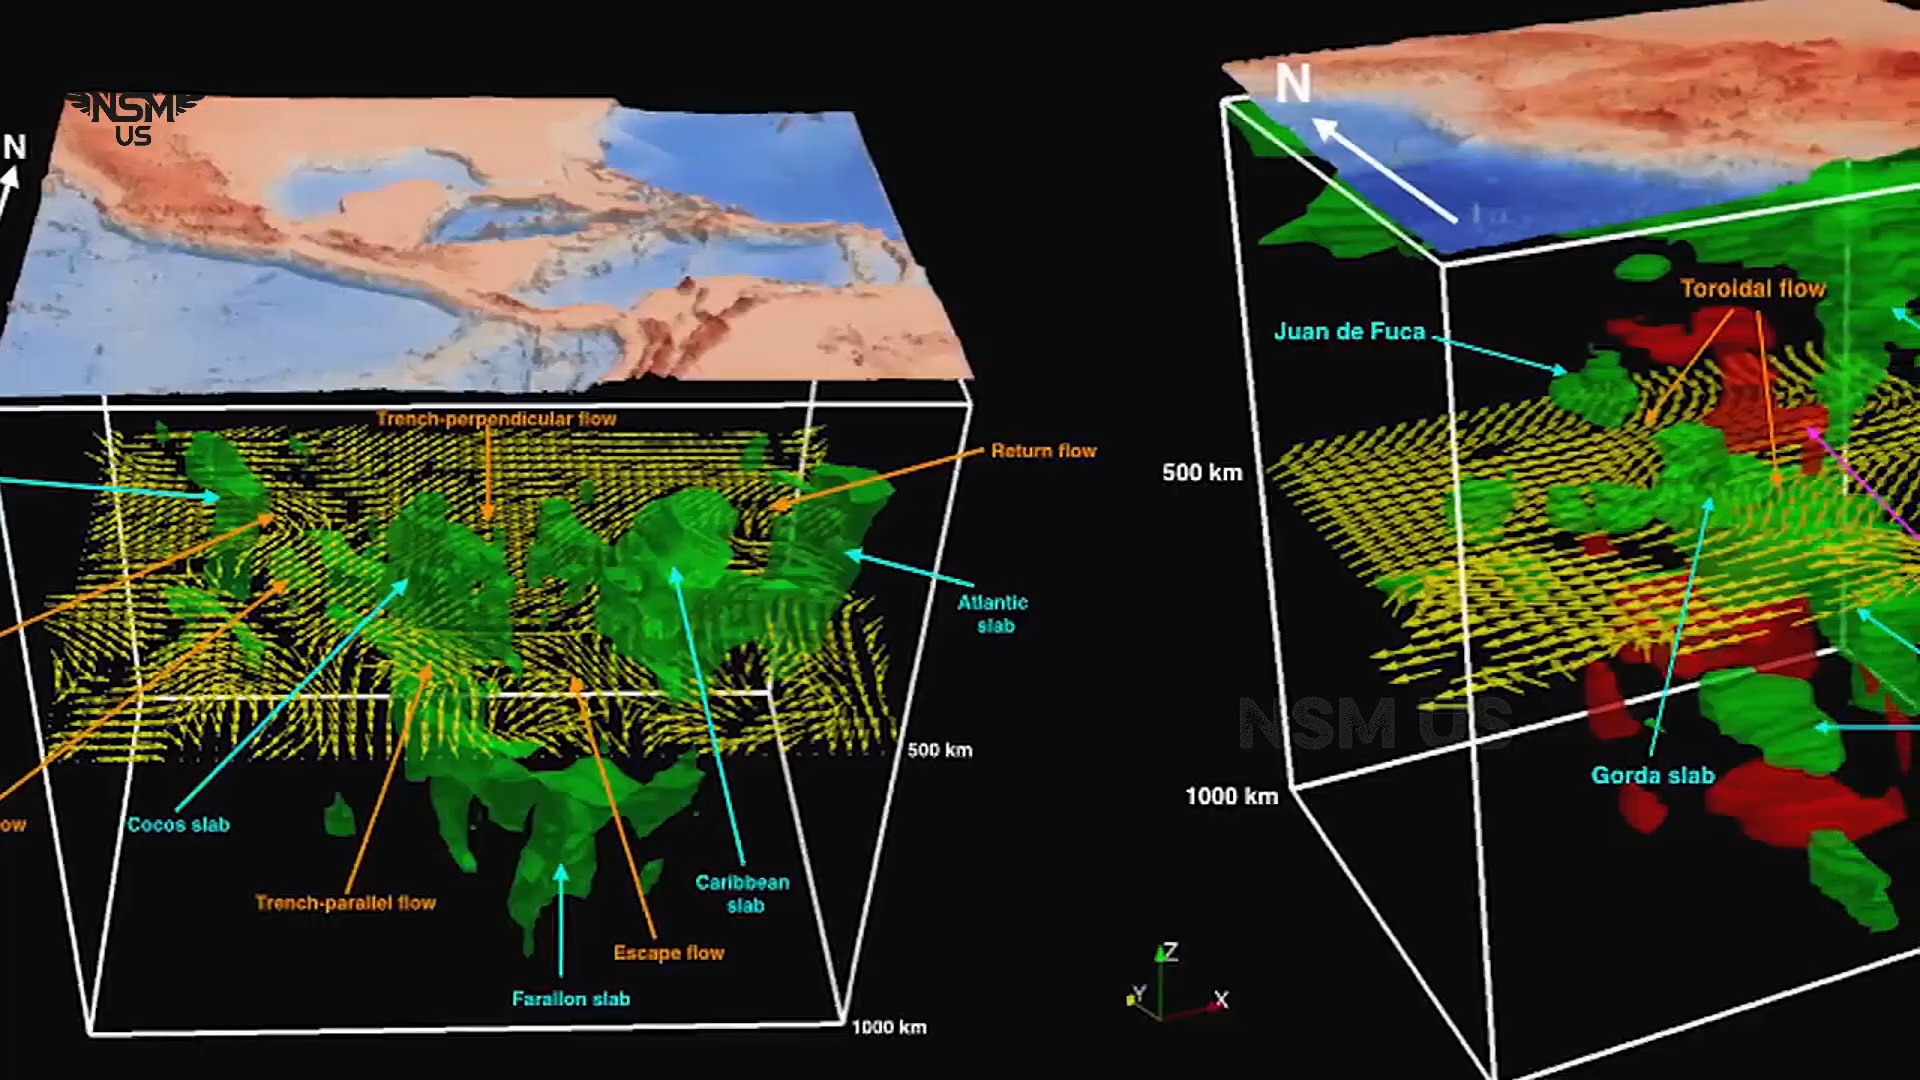 NSM
US
N
Trench-perpendicular flow
Return flow
Atlantic
slab
500 km
ow
Cocos slab
Caribbean
slab
Trench-parallel flow
Escape flow
Farallon slab
1000 km
N
Toroidal flow
Juan de Fuca
500 km
NSM US
Gorda slab
1000 km
Z
Y
X